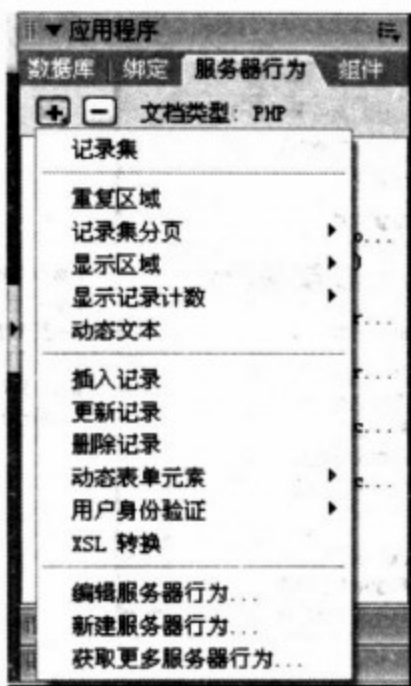 应用程序
数据库 绑定 服务器行为 组件
文档类型: PHP
记录集
重复区域
记录集分页
显示区域
显示记录计数
动态文本
插入记录
更新记录
删除记录
动态表单元素
用户身份验证
XSL 转换
编辑服务器行为...
新建服务器行为...
获取更多服务器行为...